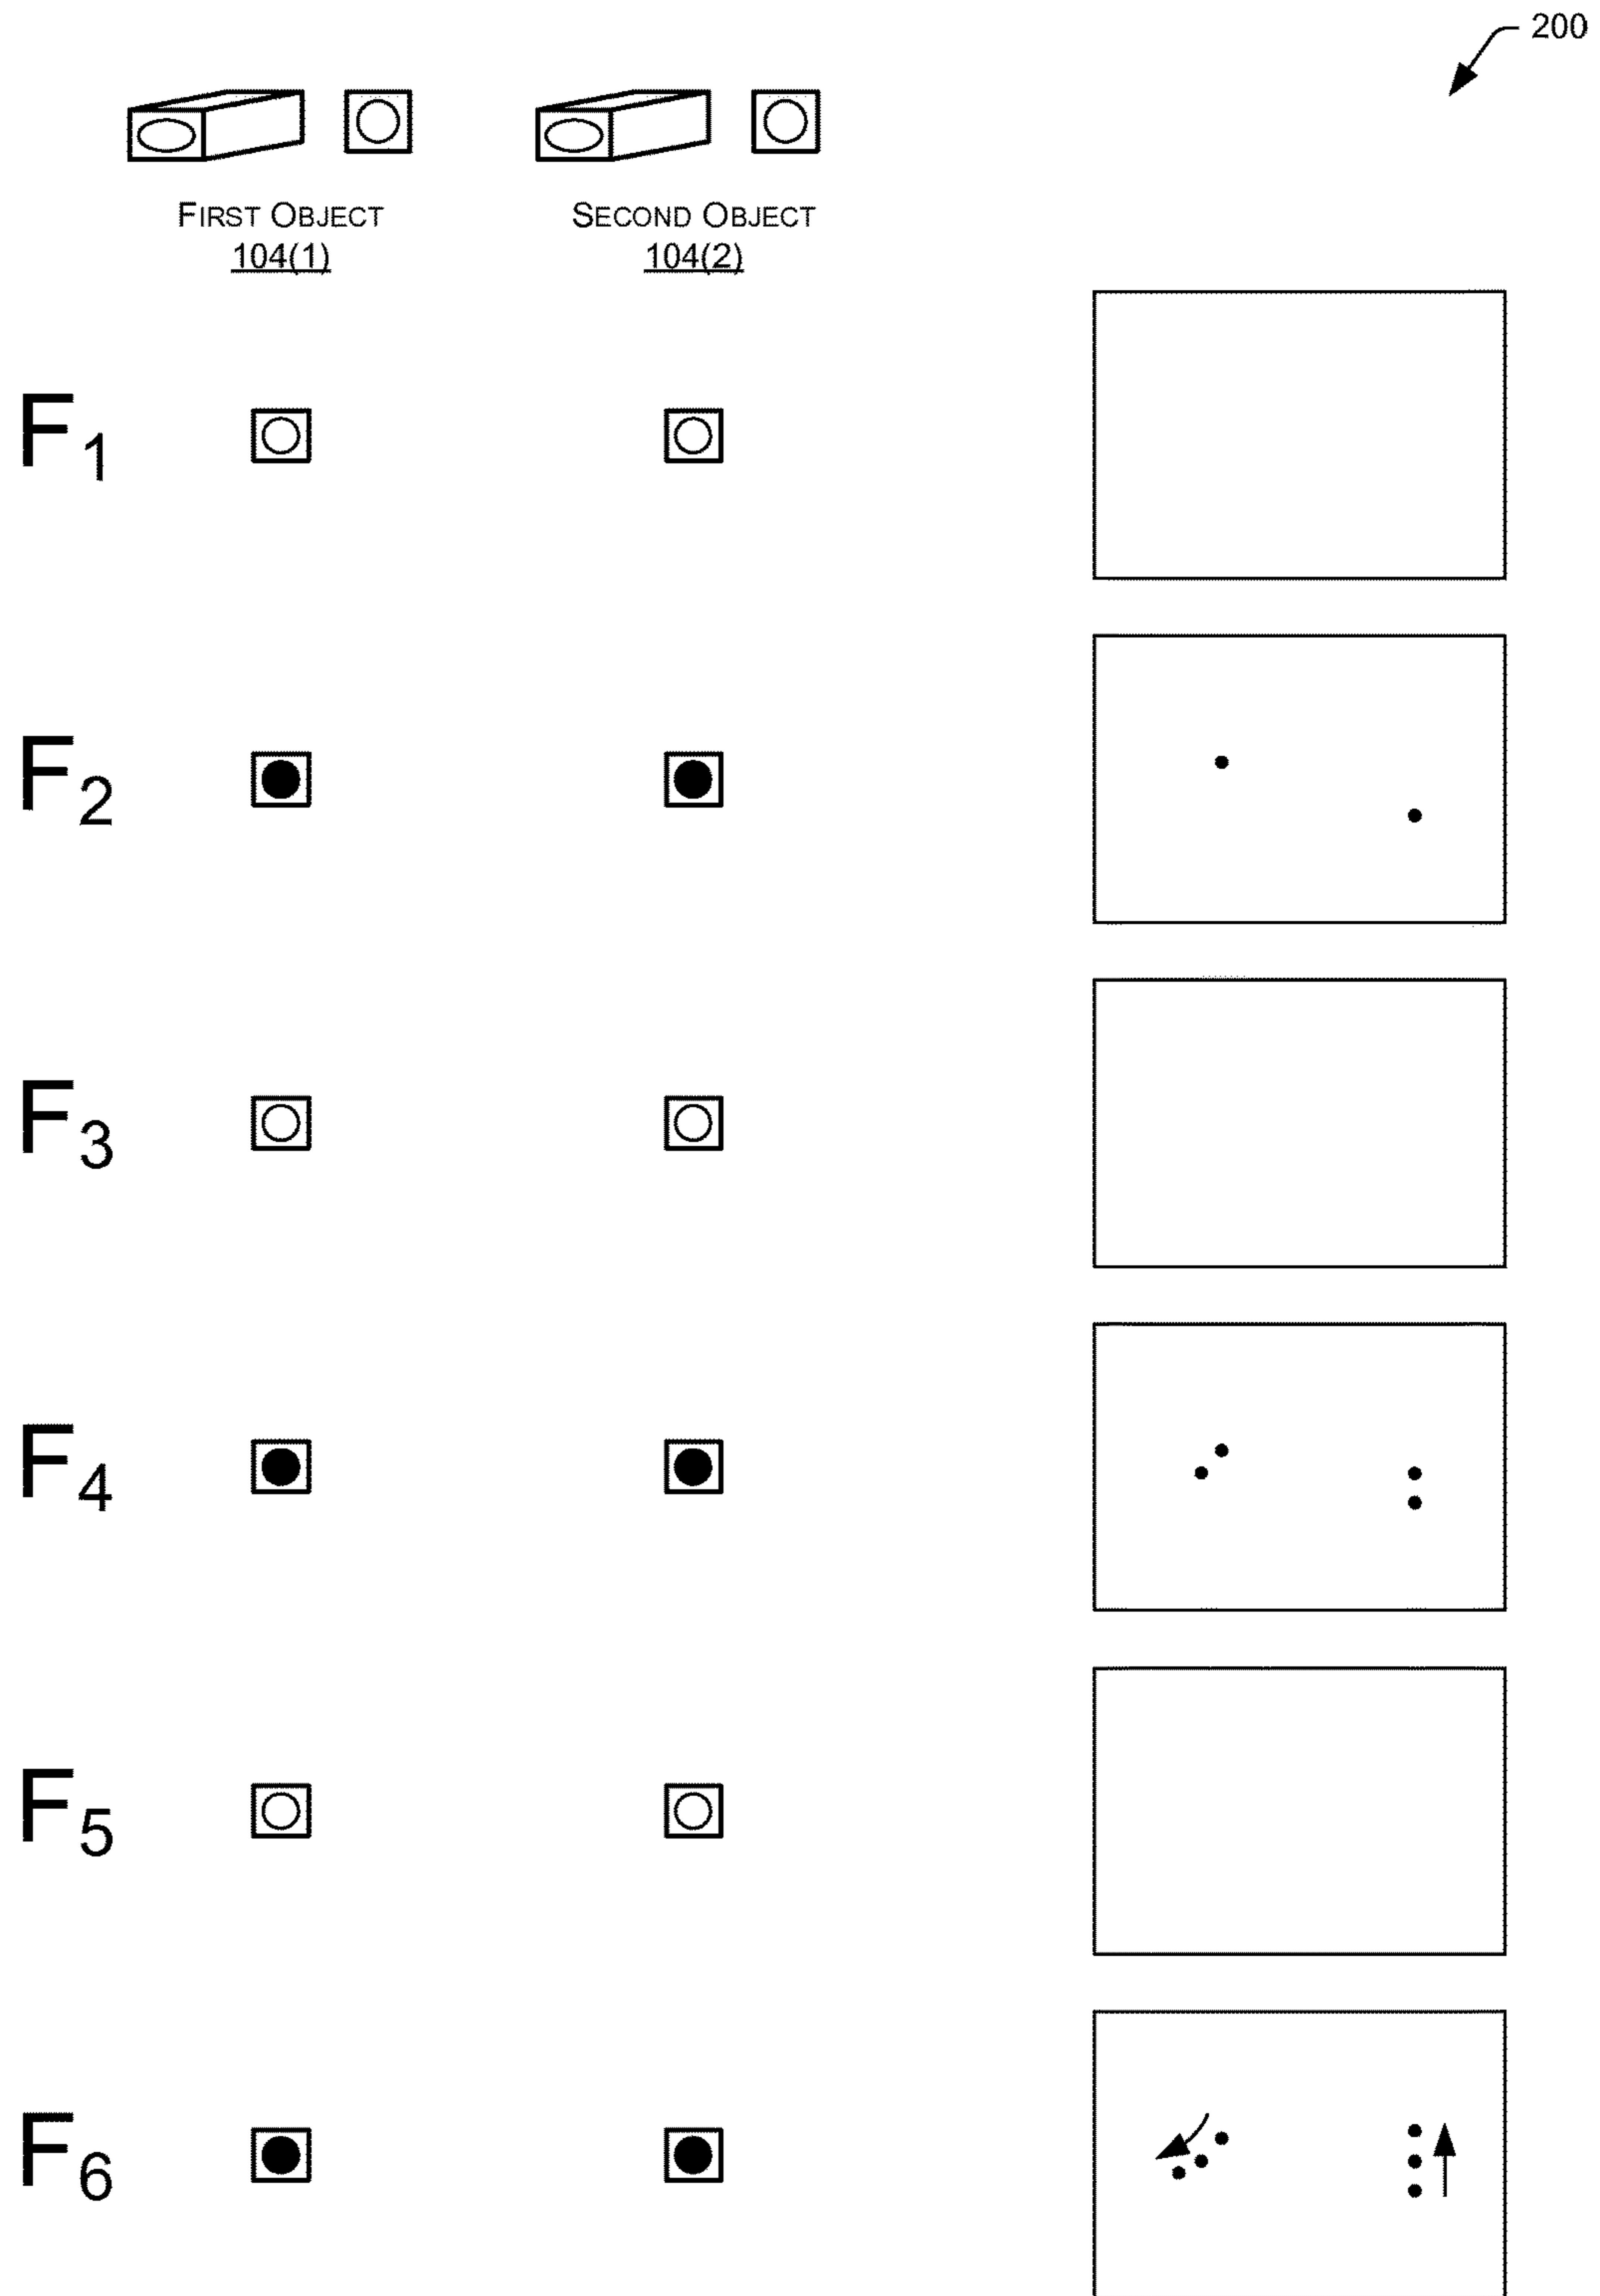 200
FIRST OBJECT
104(1)
SECOND OBJECT
104(2)
F1
F2
F3
F4
F5
F6